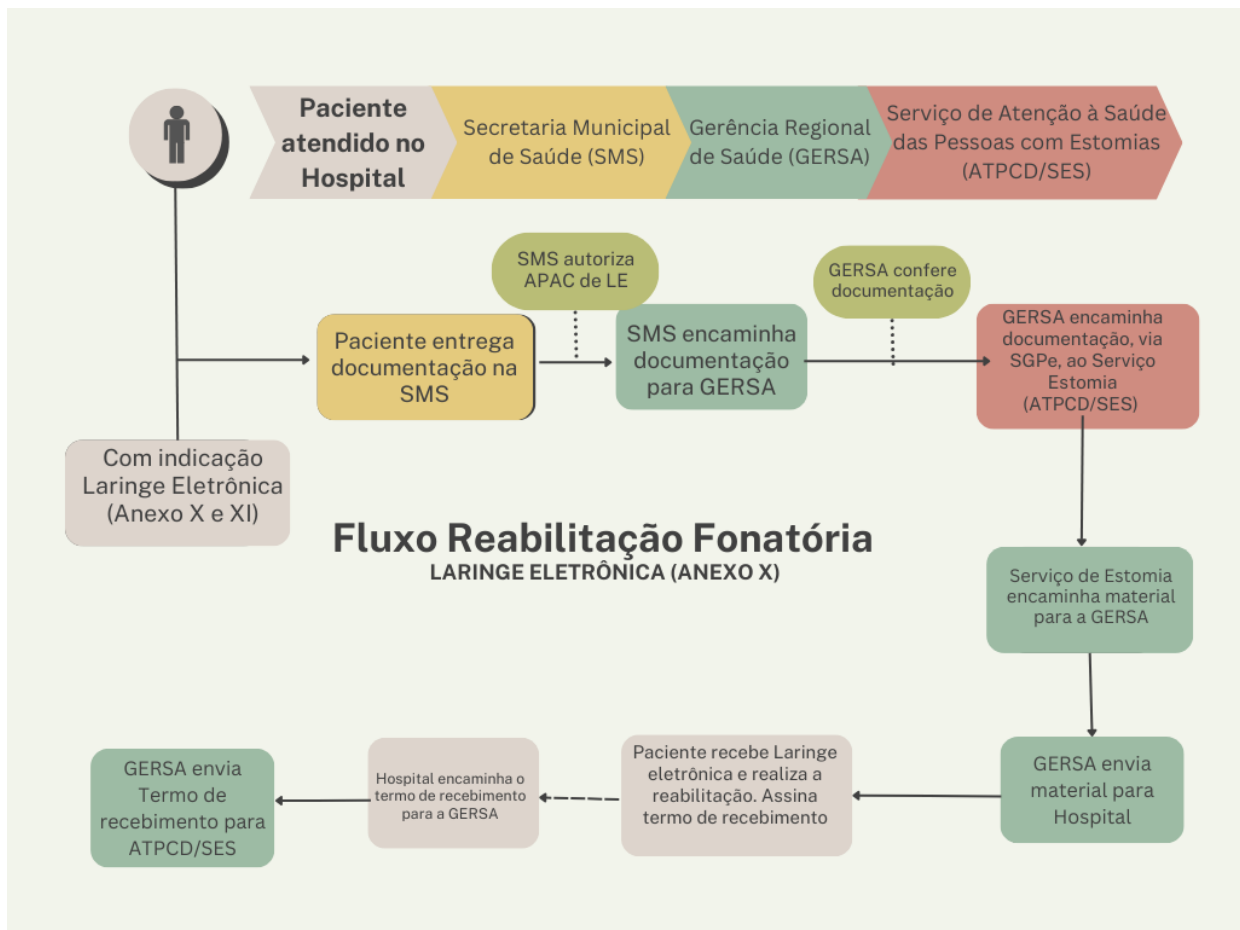 Paciente
atendido no
Hospital
Secretaria Municipal
de Saúde (SMS)
Gerência Regional
de Saúde (GERSA)
Serviço de Atenção à Saúde
das Pessoas com Estomias
(ATPCD/SES)
SMS autoriza
APAC de LE
GERSA confere
documentação
Paciente entrega
documentação na
SMS
SMS encaminha
documentação
para GERSA
GERSA encaminha
documentação, via
SGPe, ao Serviço
Estomia
(ATPCD/SES)
Com indicação
Laringe Eletrônica
(Anexo X e XI)
Fluxo Reabilitação Fonatória
LARINGE ELETRÔNICA (ANEXO X)
Serviço de Estomia
encaminha material
para a GERSA
GERSA envia
material para
Hospital
Paciente recebe Laringe
eletrônica e realiza a
reabilitação. Assina
termo de recebimento
Hospital encaminha o
termo de recebimento
para a GERSA
GERSA envia
Termo de
recebimento para
ATPCD/SES